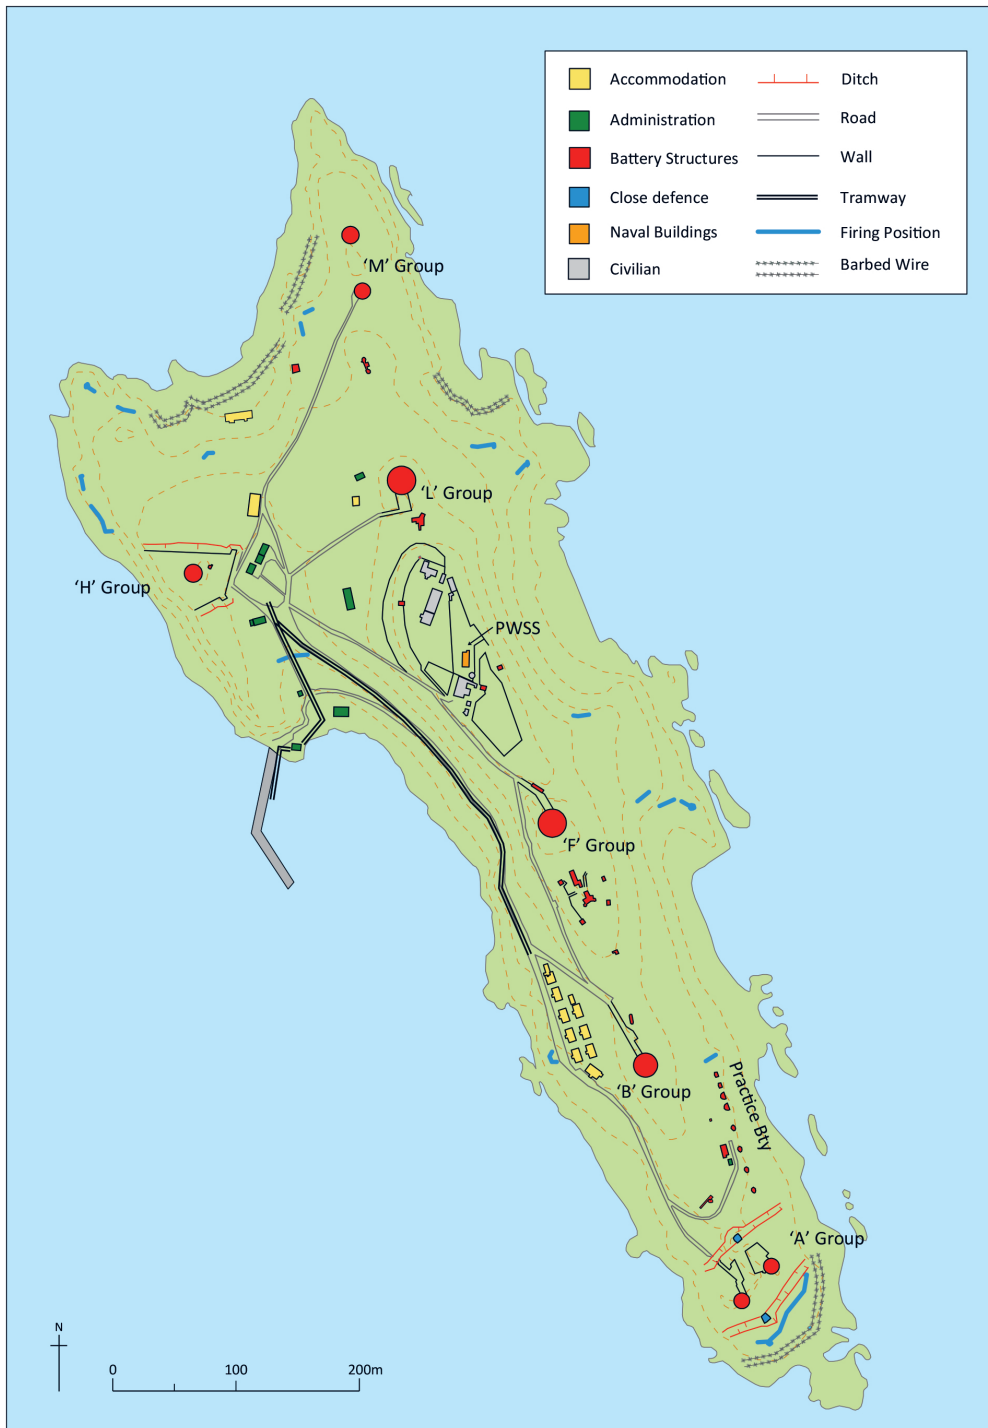 Accommodation
Administration
Battery Structures
Close defence
Naval Buildings
Civilian
Ditch
Road
Wall
Tramway
Firing Position
Barbed Wire
‘M’ Group
‘L’ Group
‘H’ Group
PWSS
‘F’ Group
‘B’ Group
Practice Bty
‘A’ Group
N
0 100 200m